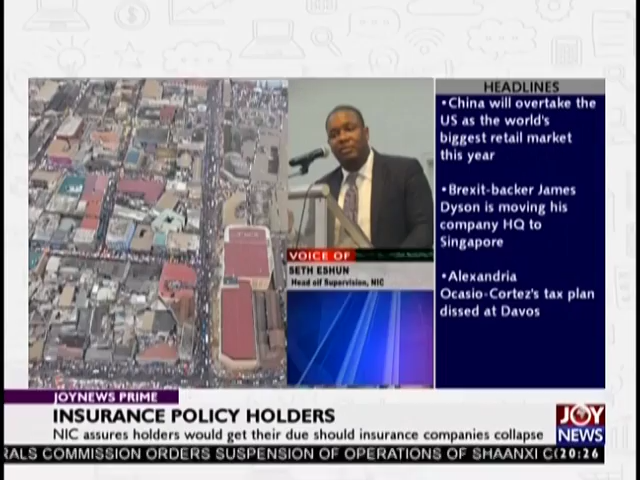 HEADLINES
•China will overtake the
US as the world's
biggest retail market
this year
•Brexit-backer James
Dyson is moving his
company HQ to
Singapore
•Alexandria
Ocasio-Cortez's tax plan
dissed at Davos
VOICE OF
SETH ESHUN
Head oif Supervision, NIC
JOYNEWS PRIME
INSURANCE POLICY HOLDERS
NIC assures holders would get their due should insurance companies collapse
JOY
NEWS
RALS COMMISSION ORDERS SUSPENSION OF OPERATIONS OF SHAANXI
20:26